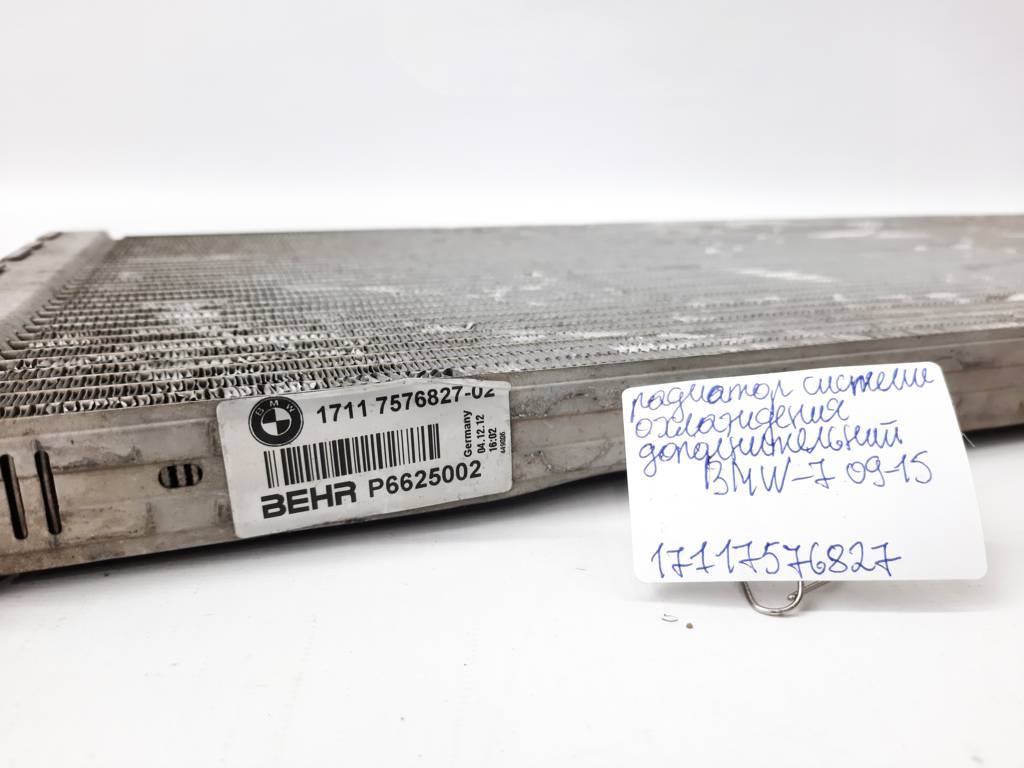 BMW
1711 7576827-02
Germany
04.12.12
16:02
449026
BEHR P6625002
радиатор системы
охлаждения
дополнительный
BMW-7 09-15
17117576827